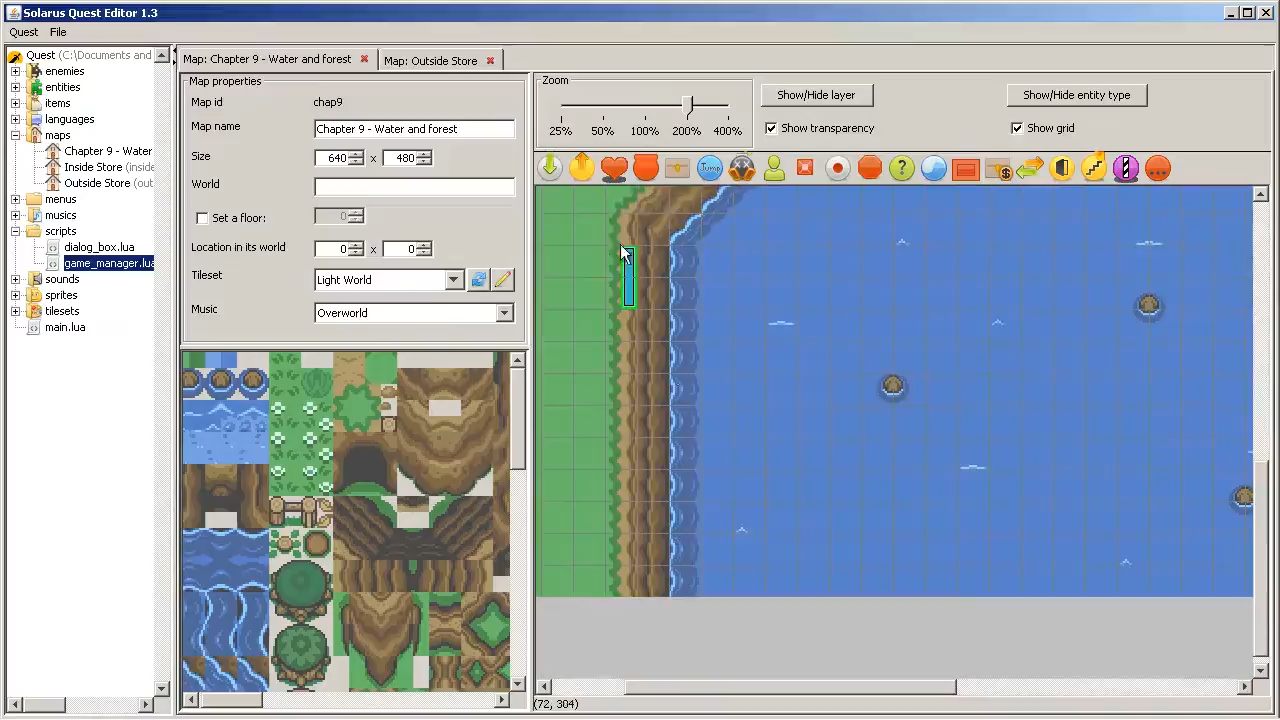 Solarus Quest Editor 1.3
Quest File
Quest (C:\Documents and
enemies
entities
items
languages
maps
Chapter 9 - Water
Inside Store (inside
Outside Store (out
menus
musics
scripts
dialog_box.lua
game_manager.lua
sounds
sprites
tilesets
main.lua
Map: Chapter 9 - Water and forest
Map: Outside Store
Map properties
Map id chap9
Map name Chapter 9 - Water and forest
Size 640 x 480
World
Set a floor: 0
Location in its world 0 x 0
Tileset Light World
Music Overworld
Zoom
25% 50% 100% 200% 400%
Show/Hide layer
Show/Hide entity type
Show transparency
Show grid
Jump
?
$
...
(72, 304)